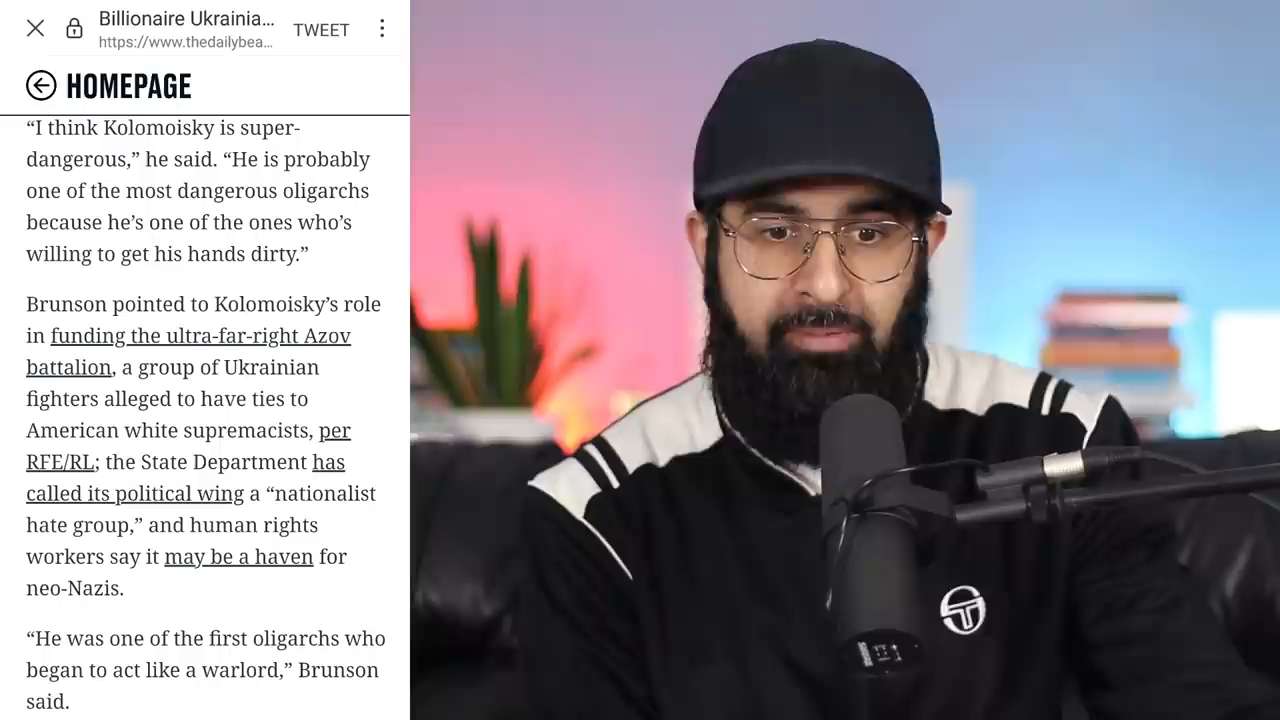 Billionaire Ukrainia...
https://www.thedailybea...
TWEET
HOMEPAGE
“I think Kolomoisky is super-
dangerous,” he said. “He is probably
one of the most dangerous oligarchs
because he’s one of the ones who’s
willing to get his hands dirty.”
Brunson pointed to Kolomoisky’s role
in funding the ultra-far-right Azov
battalion, a group of Ukrainian
fighters alleged to have ties to
American white supremacists, per
RFE/RL; the State Department has
called its political wing a “nationalist
hate group,” and human rights
workers say it may be a haven for
neo-Nazis.
“He was one of the first oligarchs who
began to act like a warlord,” Brunson
said.